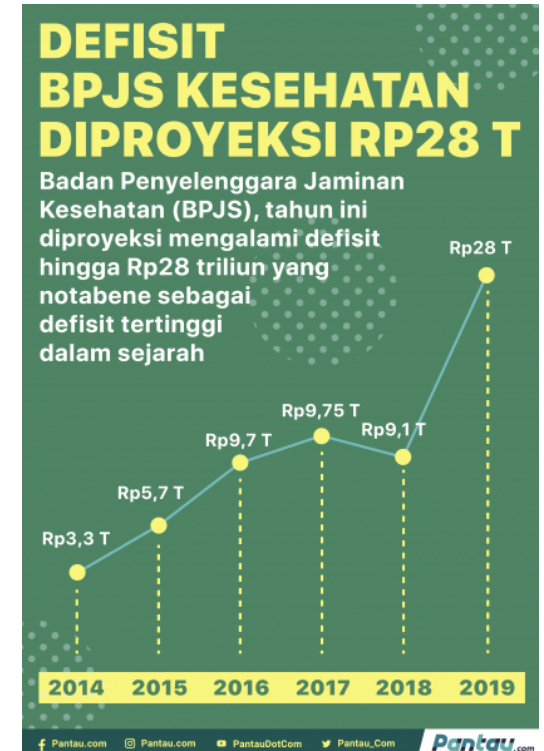 DEFISIT
BPJS KESEHATAN
DIPROYEKSI RP28 T
Badan Penyelenggara Jaminan
Kesehatan (BPJS), tahun ini
diproyeksi mengalami defisit
hingga Rp28 triliun yang
notabene sebagai
defisit tertinggi
dalam sejarah
Rp28 T
Rp9,75 T
Rp9,1 T
Rp9,7 T
Rp5,7 T
Rp3,3 T
2014 2015 2016 2017 2018 2019
Pantau.com Pantau.com PantauDotCom Pantau_Com Pantau.com